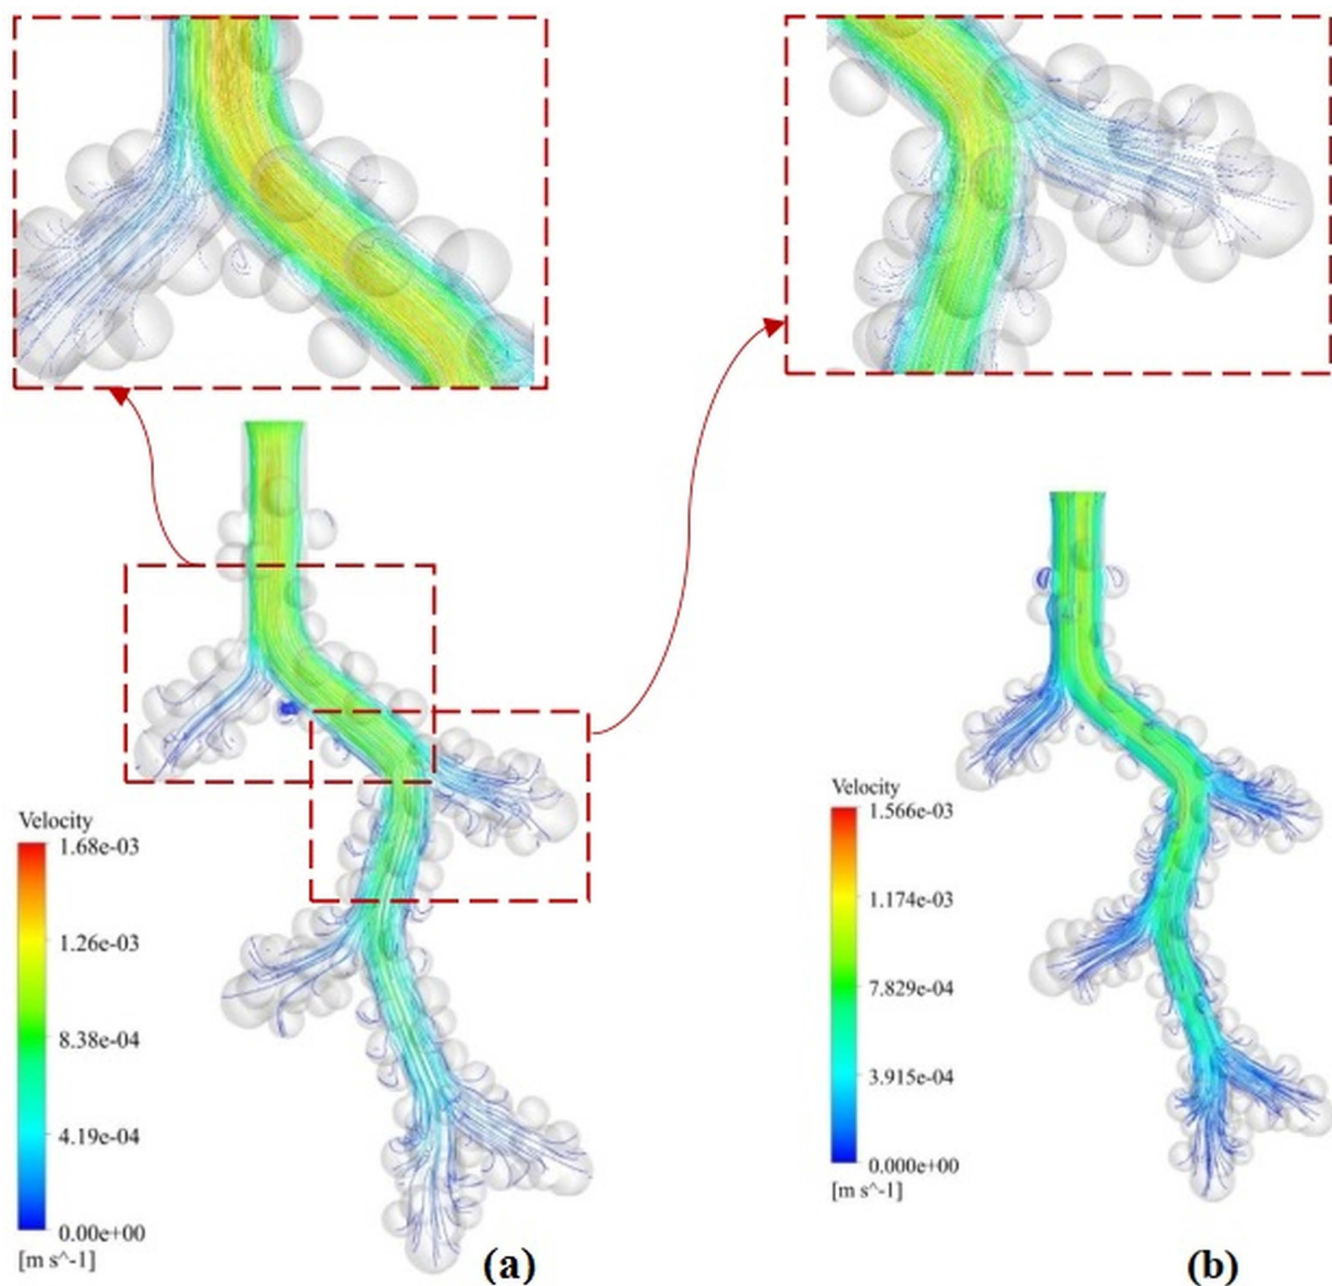 Velocity
1.68e-03
1.26e-03
8.38e-04
4.19e-04
0.00e+00
[m s^-1]
(a)
Velocity
1.566e-03
1.174e-03
7.829e-04
3.915e-04
0.000e+00
[m s^-1]
(b)